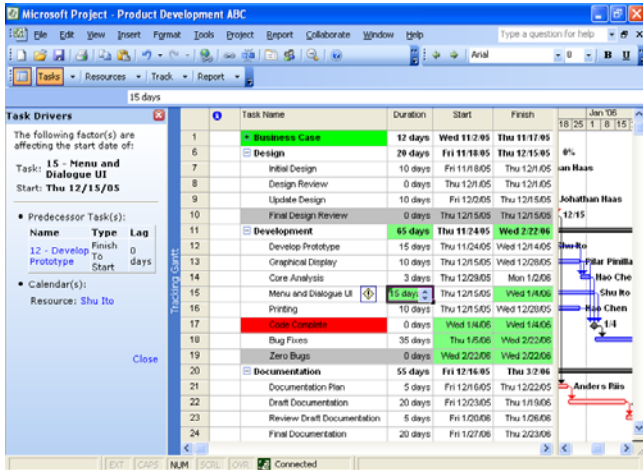 Microsoft Project - Product Development ABC
File Edit View Insert Format Tools Project Report Collaborate Window Help Type a question for help
Arial 8 B U
Tasks Resources Track Report
15 days
Task Drivers
The following factor(s) are
affecting the start date of:
Task: 15 - Menu and
Dialogue UI
Start: Thu 12/15/05
Predecessor Task(s):
Name Type Lag
12 - Develop Prototype Finish To Start 0 days
Calendar(s):
Resource: Shu Ito
Close
Tracking Gantt
Task Name Duration Start Finish Jan '06
18 25 1 8 15
1 + Business Case 12 days Wed 11/2/05 Thu 11/17/05
6 Design 20 days Fri 11/18/05 Thu 12/15/05 0%
7 Initial Design 10 days Fri 11/18/05 Thu 12/1/05 an Haas
8 Design Review 0 days Thu 12/1/05 Thu 12/1/05
9 Update Design 10 days Fri 12/2/05 Thu 12/15/05 Johathan Haas
10 Final Design Review 0 days Thu 12/15/05 Thu 12/15/05 12/15
11 Development 65 days Thu 11/24/05 Wed 2/22/06
12 Develop Prototype 15 days Thu 11/24/05 Wed 12/14/05 Shu Ito
13 Graphical Display 10 days Thu 12/15/05 Wed 12/28/05 Pilar Pinilla
14 Core Analysis 3 days Thu 12/29/05 Mon 1/2/06 Hao Che
15 Menu and Dialogue UI 15 days Thu 12/15/05 Wed 1/4/06 Shu Ito
16 Printing 10 days Thu 12/15/05 Wed 12/28/05 Hao Chen
17 Code Complete 0 days Wed 1/4/06 Wed 1/4/06 1/4
18 Bug Fixes 35 days Thu 1/5/06 Wed 2/22/06
19 Zero Bugs 0 days Wed 2/22/06 Wed 2/22/06
20 Documentation 55 days Fri 12/16/05 Thu 3/2/06
21 Documentation Plan 5 days Fri 12/16/05 Thu 12/22/05 Anders Riis
22 Draft Documentation 20 days Fri 12/23/05 Thu 1/19/06
23 Review Draft Documentation 5 days Fri 1/20/06 Thu 1/26/06
24 Final Documentation 20 days Fri 1/27/06 Thu 2/23/06
EXT CAPS NUM SCRL OVR Connected